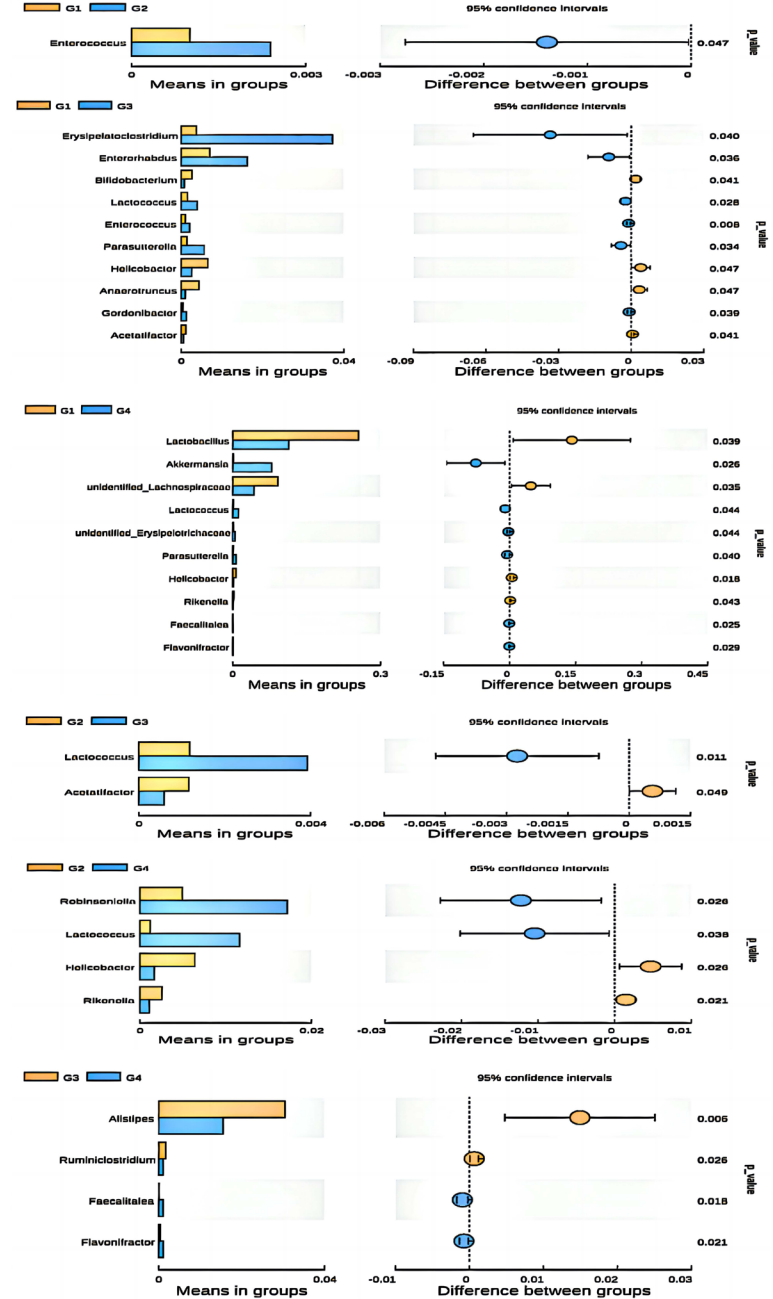 G1 G2 95% confidence intervals
Enterococcus 0.047
p_value
0 0.003 -0.003 -0.002 -0.001 0
Means in groups Difference between groups
G1 G3 95% confidence intervals
Erysipelatoclostridium 0.040
Enterorhabdus 0.036
Bifidobacterium 0.041
Lactococcus 0.028
Enterococcus 0.008
Parasutterella 0.034
Helicobacter 0.047
Anaerotruncus 0.047
Gordonibacter 0.039
Acetatifactor 0.041
p_value
0 0.04 -0.09 -0.06 -0.03 0 0.03
Means in groups Difference between groups
G1 G4 95% confidence intervals
Lactobacillus 0.039
Akkermansia 0.026
unidentified_Lachnospiraceae 0.035
Lactococcus 0.044
unidentified_Erysipelotrichaceae 0.044
Parasutterella 0.040
Helicobacter 0.018
Rikenella 0.043
Faecalitalea 0.025
Flavonifractor 0.029
p_value
0 0.3 -0.15 0 0.15 0.3 0.45
Means in groups Difference between groups
G2 G3 95% confidence intervals
Lactococcus 0.011
Acetatifactor 0.049
p_value
0 0.004 -0.006 -0.0045 -0.003 -0.0015 0 0.0015
Means in groups Difference between groups
G2 G4 95% confidence intervals
Robinsoniella 0.026
Lactococcus 0.038
Helicobacter 0.026
Rikenella 0.021
p_value
0 0.02 -0.03 -0.02 -0.01 0 0.01
Means in groups Difference between groups
G3 G4 95% confidence intervals
Alistipes 0.006
Ruminiclostridium 0.026
Faecalitalea 0.018
Flavonifractor 0.021
p_value
0 0.04 -0.01 0 0.01 0.02 0.03
Means in groups Difference between groups